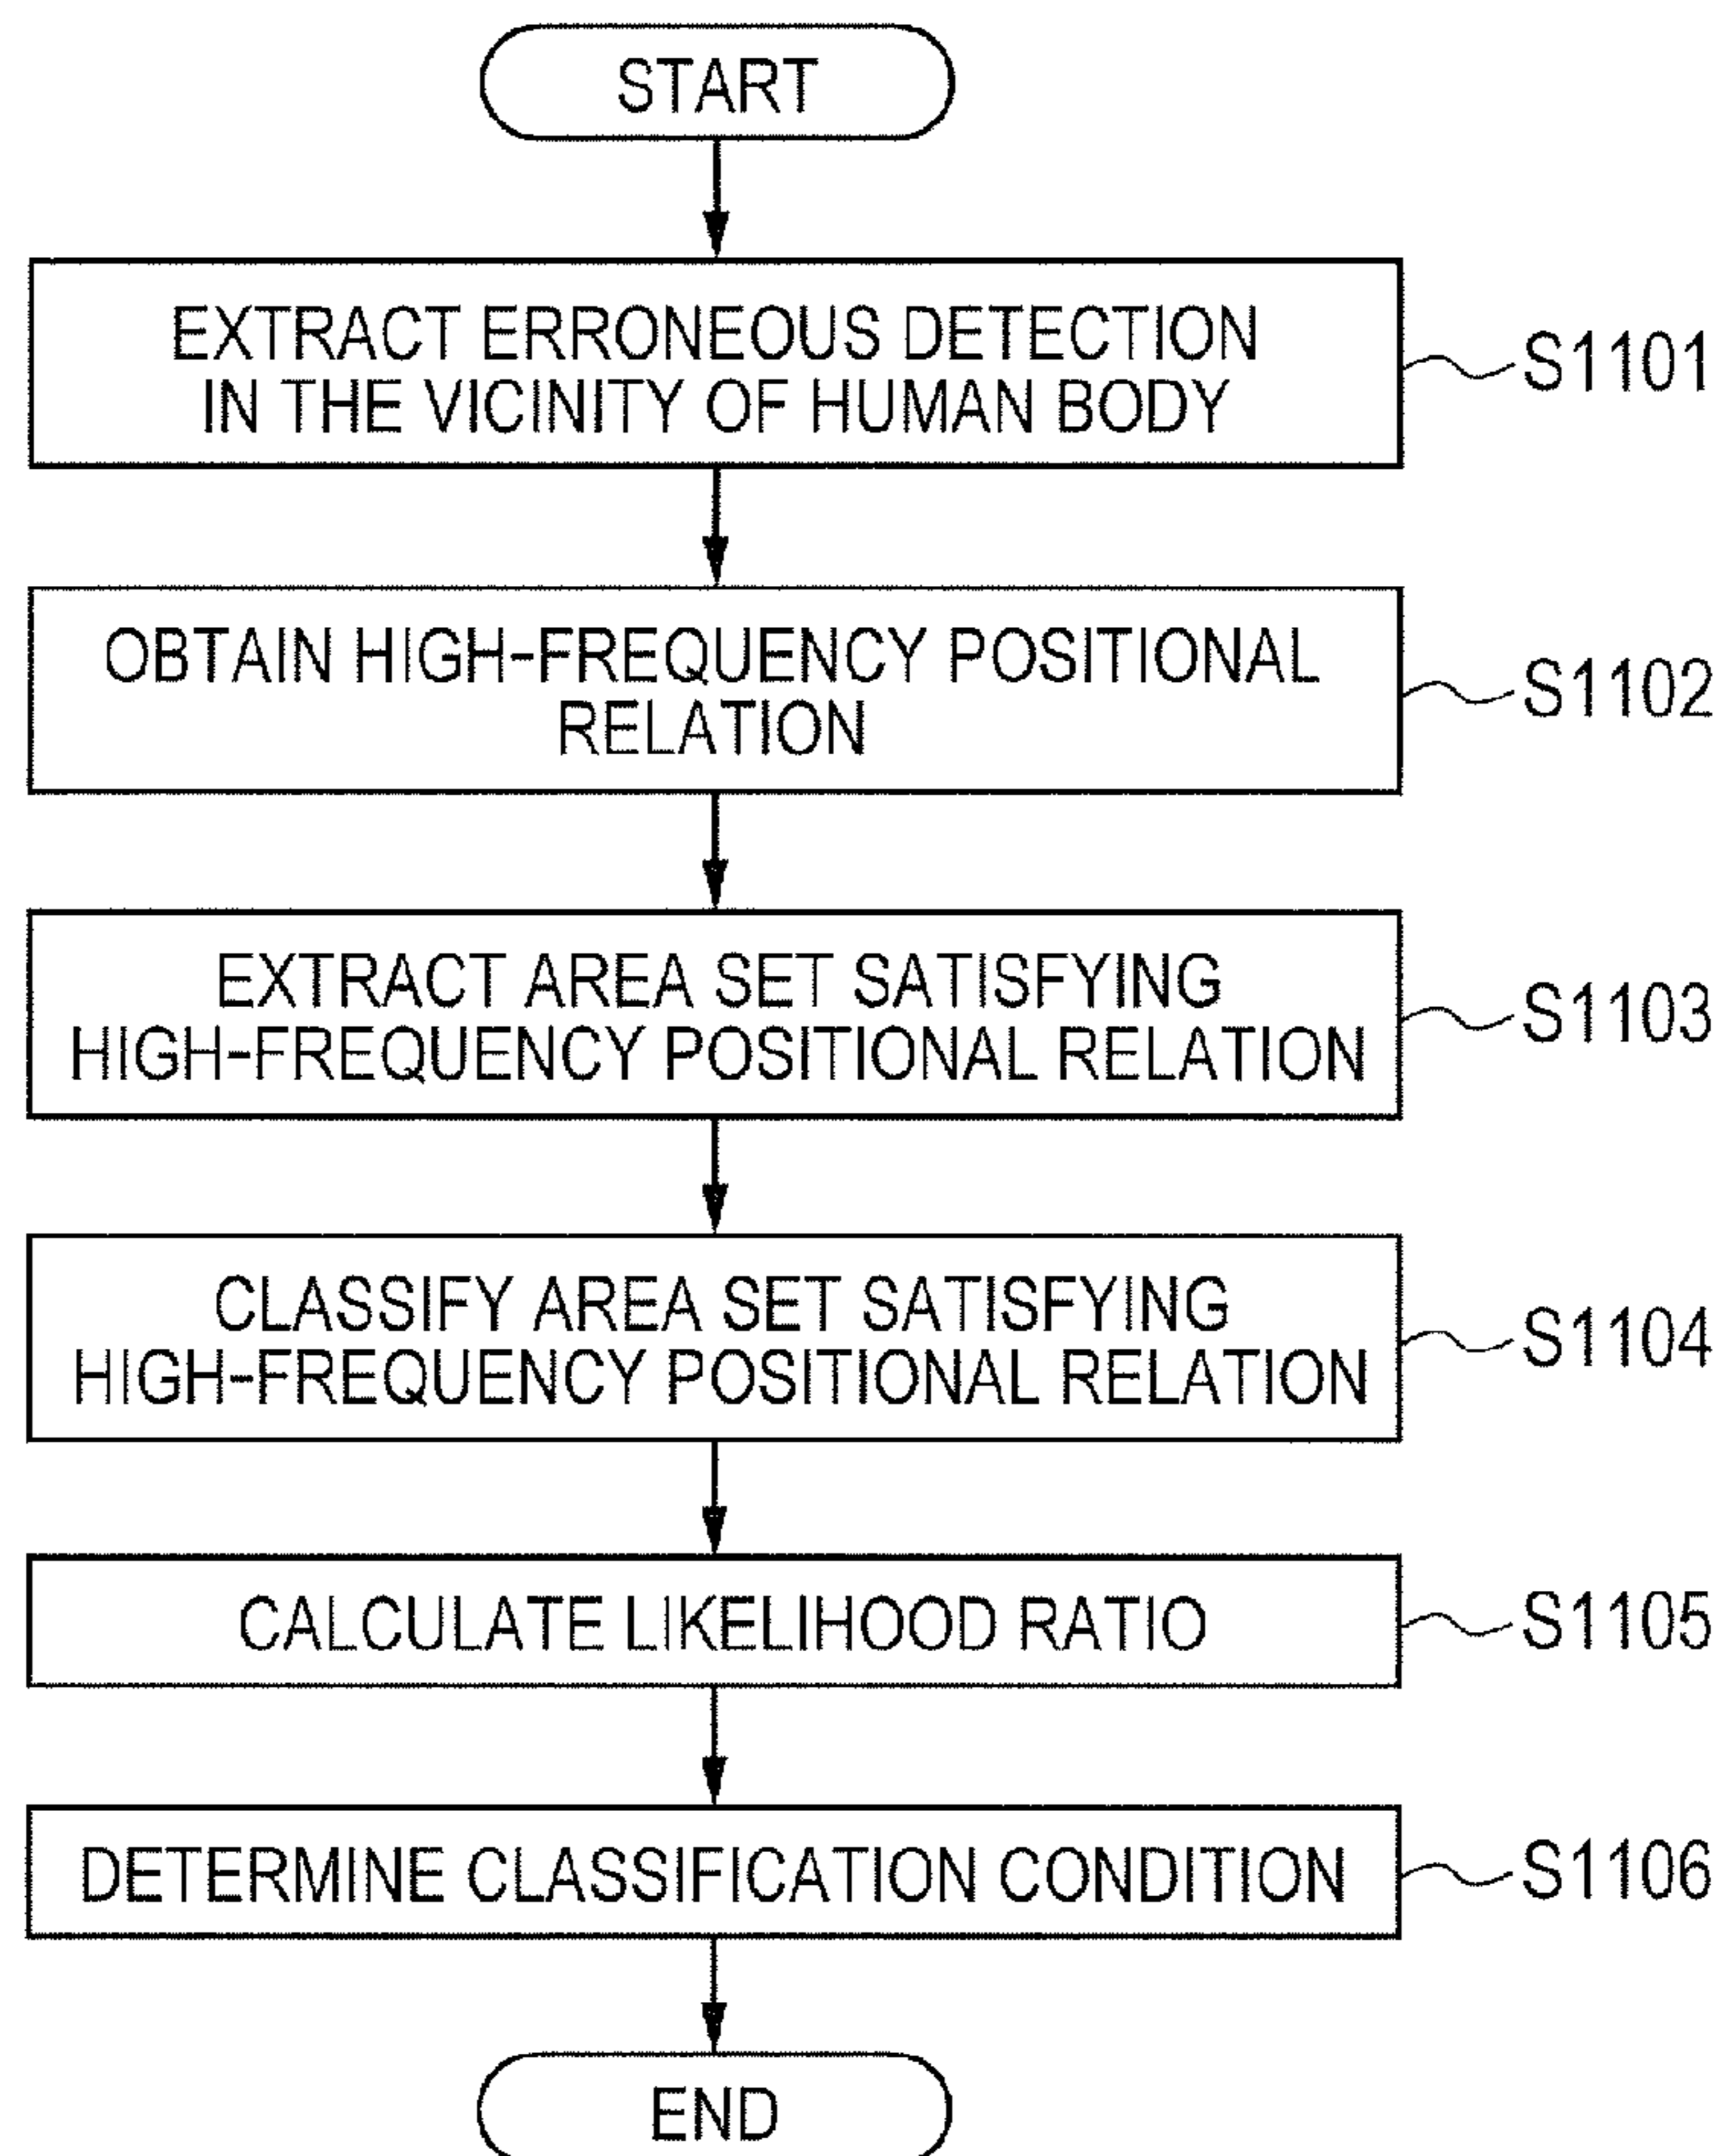 START
EXTRACT ERRONEOUS DETECTION
IN THE VICINITY OF HUMAN BODY
S1101
OBTAIN HIGH-FREQUENCY POSITIONAL
RELATION
S1102
EXTRACT AREA SET SATISFYING
HIGH-FREQUENCY POSITIONAL RELATION
S1103
CLASSIFY AREA SET SATISFYING
HIGH-FREQUENCY POSITIONAL RELATION
S1104
CALCULATE LIKELIHOOD RATIO
S1105
DETERMINE CLASSIFICATION CONDITION
S1106
END